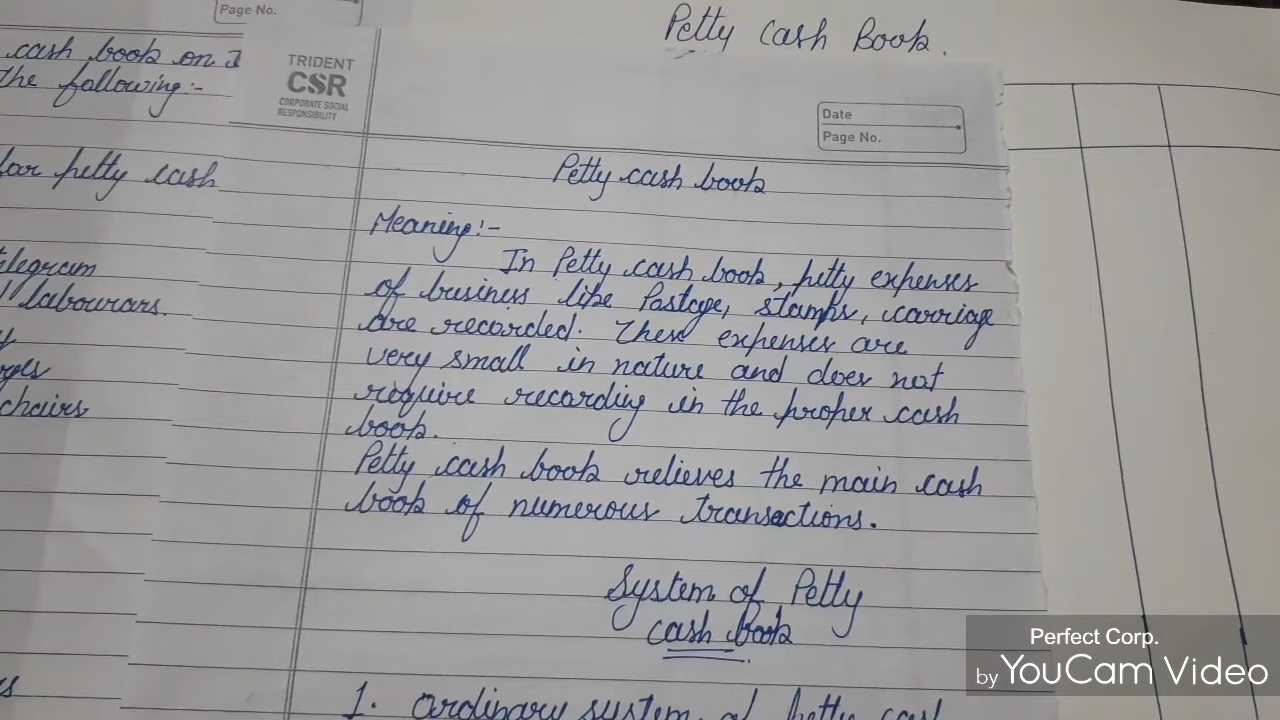 Page No.
Petty cash Book.
cash book on
the following:-
TRIDENT
CSR
CORPORATE SOCIAL
RESPONSIBILITY
Date
Page No.
for petty cash
Petty cash book
Meaning:-
In Petty cash book, petty expenses
of business like Postage, stamps, carriage
are recorded. These expenses are
very small in nature and does not
require recording in the proper cash
book.
Petty cash book relieves the main cash
book of numerous transactions.
telegram
labourars.
chairs
System of Petty
cash book
1. Ordinary system of petty cash
Perfect Corp.
by YouCam Video